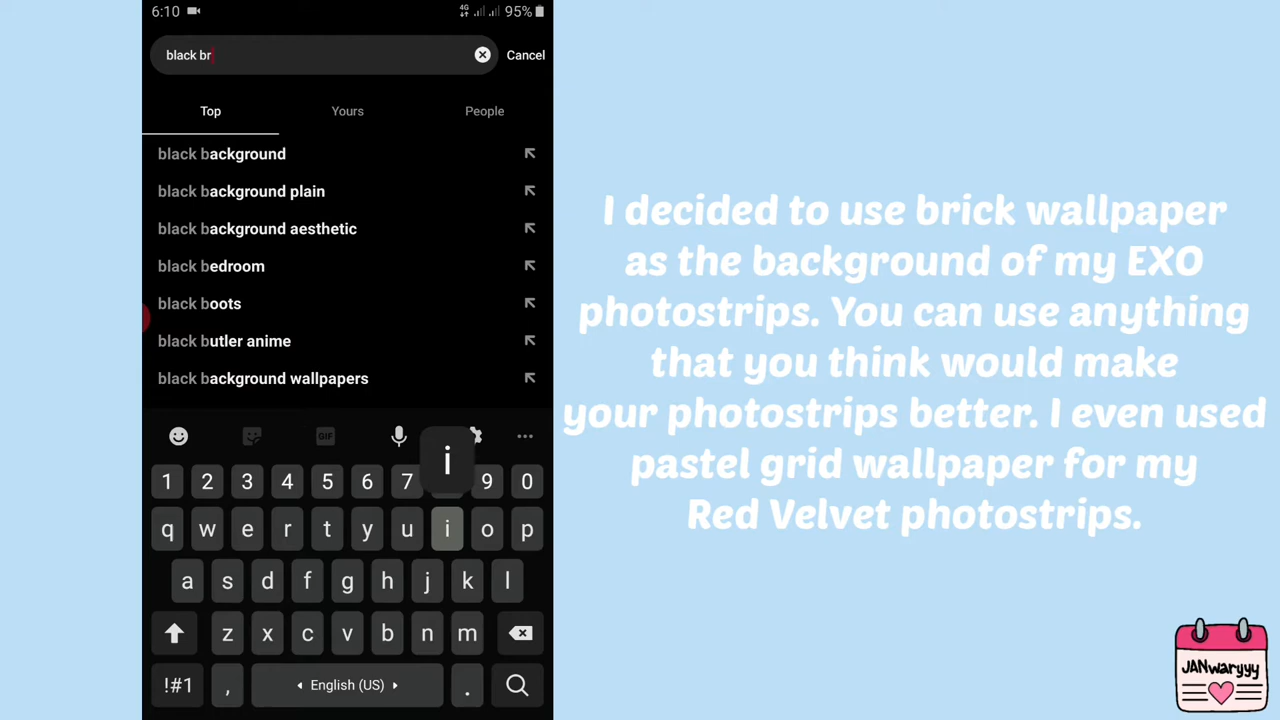 6:10
4G
95%
black br
Cancel
Top
Yours
People
black background
black background plain
black background aesthetic
black bedroom
black boots
black butler anime
black background wallpapers
GIF
i
1 2 3 4 5 6 7 9 0
q w e r t y u i o p
a s d f g h j k l
z x c v b n m
!#1 , English (US) .
I decided to use brick wallpaper
as the background of my EXO
photostrips. You can use anything
that you think would make
your photostrips better. I even used
pastel grid wallpaper for my
Red Velvet photostrips.
JANwaryyy